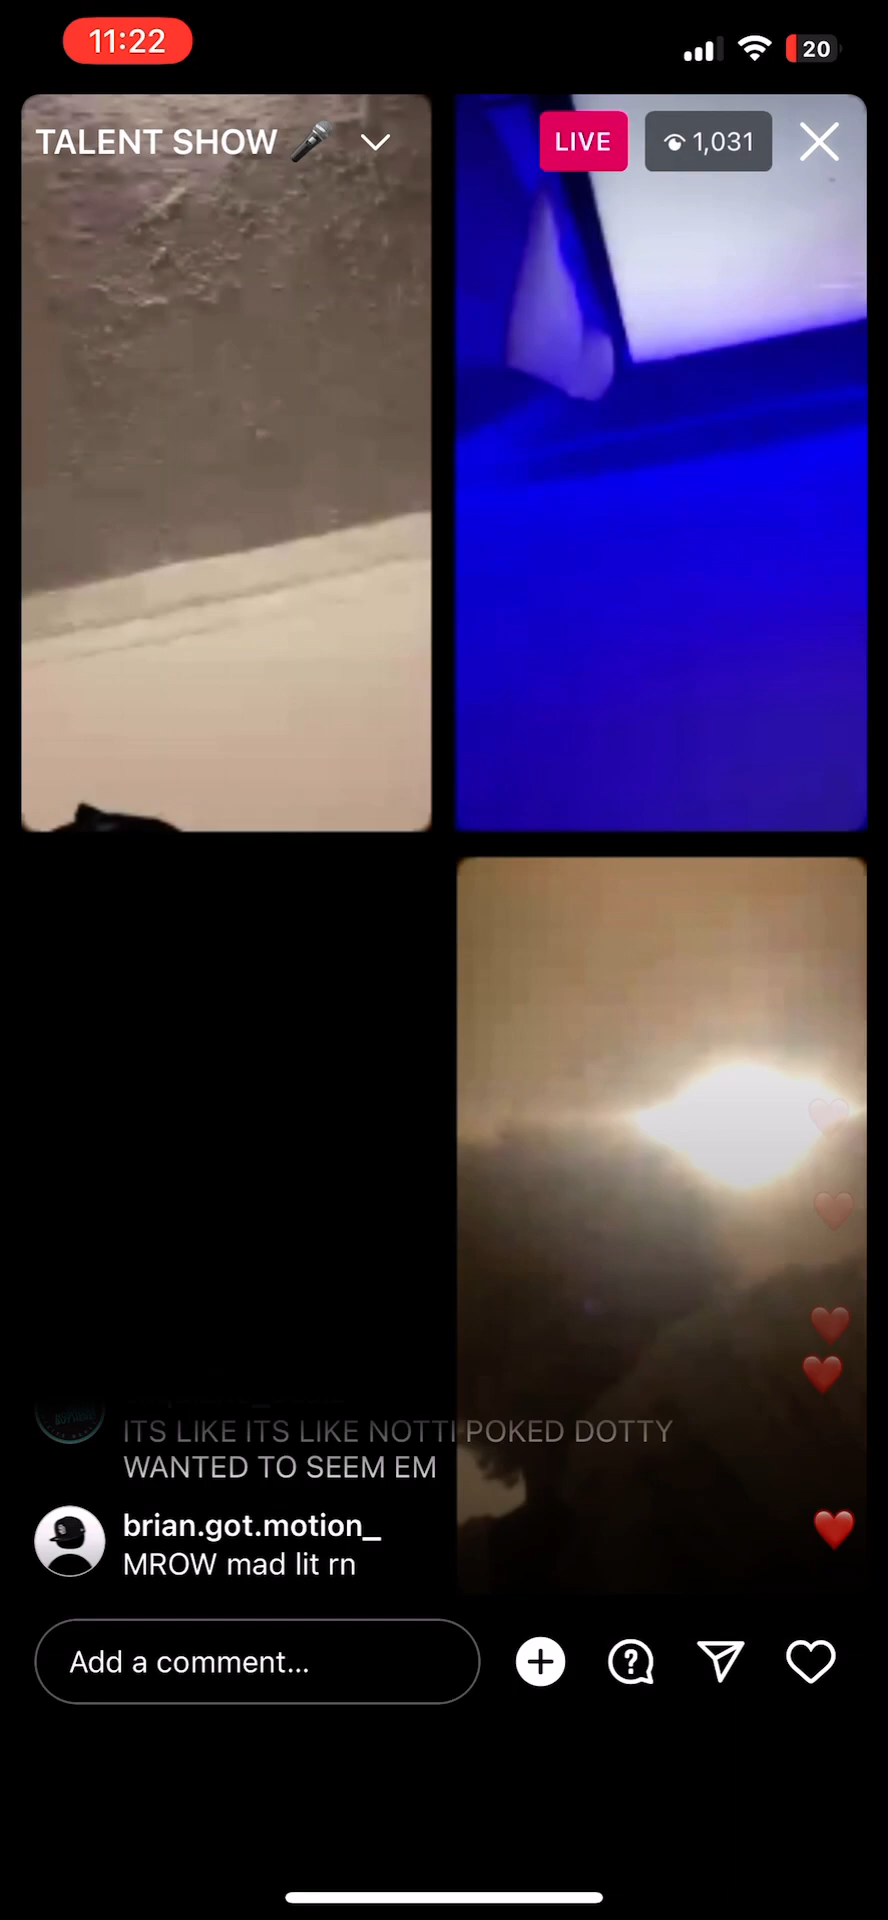 11:22
20
TALENT SHOW
LIVE
1,031
ITS LIKE ITS LIKE NOTTI POKED DOTTY
WANTED TO SEEM EM
brian.got.motion_
MROW mad lit rn
Add a comment...